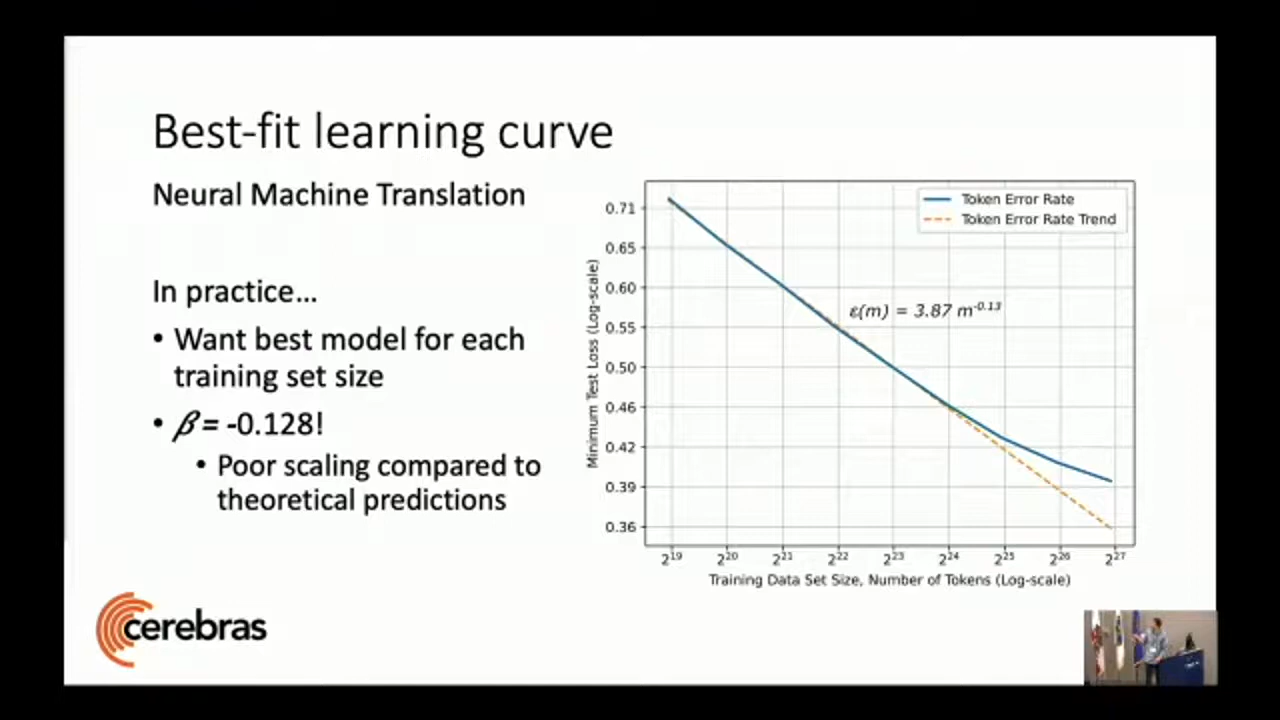 Best-fit learning curve
Neural Machine Translation
In practice...
• Want best model for each
training set size
• β = -0.128!
• Poor scaling compared to
theoretical predictions
Token Error Rate
Token Error Rate Trend
ε(m) = 3.87 m^-0.13
Minimum Test Loss (Log-scale)
0.71
0.65
0.60
0.55
0.50
0.46
0.42
0.39
0.36
2^19 2^20 2^21 2^22 2^23 2^24 2^25 2^26 2^27
Training Data Set Size, Number of Tokens (Log-scale)
cerebras